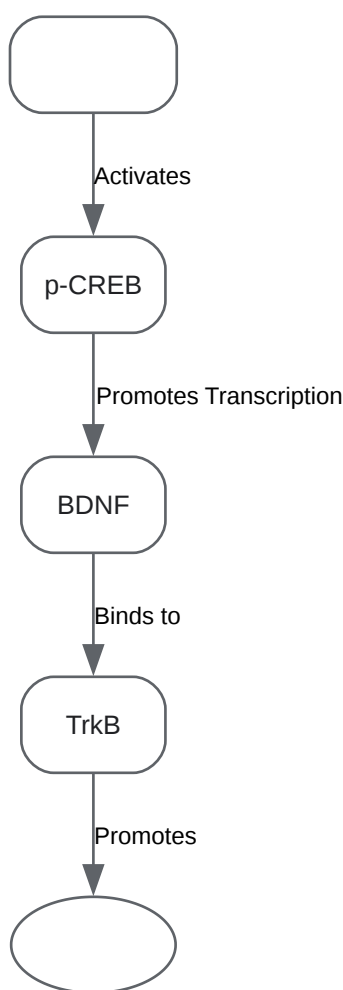 Activates
p-CREB
Promotes Transcription
BDNF
Binds to
TrkB
Promotes